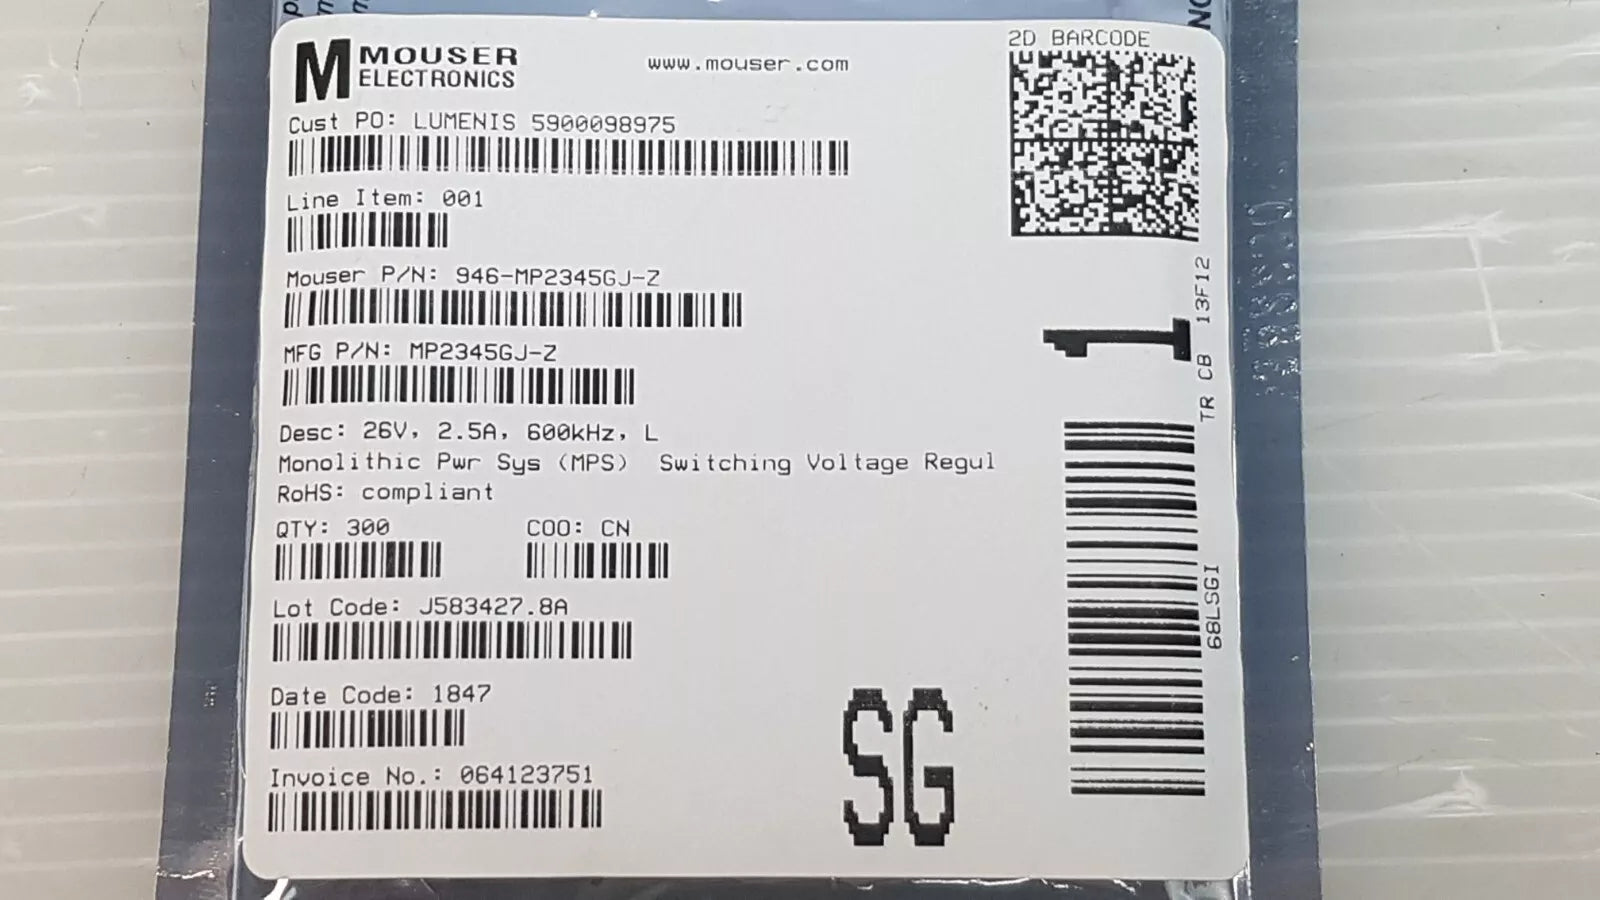 MOUSER
ELECTRONICS
www.mouser.com
2D BARCODE
Cust PO: LUMENIS 5900098975
Line Item: 001
Mouser P/N: 946-MP2345GJ-Z
MFG P/N: MP2345GJ-Z
Desc: 26V, 2.5A, 600kHz, L
Monolithic Pwr Sys (MPS) Switching Voltage Regul
RoHS: compliant
QTY: 300 COO: CN
Lot Code: J583427.8A
Date Code: 1847
Invoice No.: 064123751
SG
1
TR CB 13F12
68LSGI